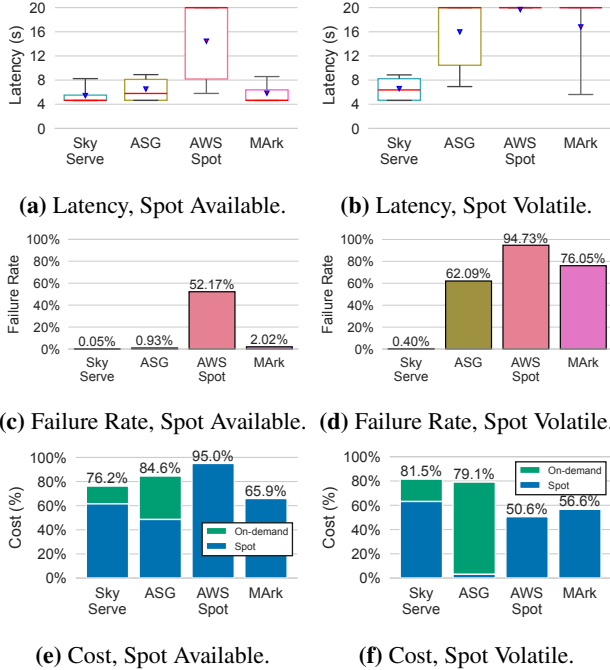 20
16
12
8
4
0
Latency (s)
Sky Serve
ASG
AWS Spot
MArk
20
16
12
8
4
0
Latency (s)
Sky Serve
ASG
AWS Spot
MArk
(a) Latency, Spot Available.
(b) Latency, Spot Volatile.
100%
80%
60%
40%
20%
0%
Failure Rate
0.05%
0.93%
52.17%
2.02%
Sky Serve
ASG
AWS Spot
MArk
100%
80%
60%
40%
20%
0%
Failure Rate
0.40%
62.09%
94.73%
76.05%
Sky Serve
ASG
AWS Spot
MArk
(c) Failure Rate, Spot Available.
(d) Failure Rate, Spot Volatile.
100%
80%
60%
40%
20%
0%
Cost (%)
76.2%
84.6%
95.0%
65.9%
On-demand
Spot
Sky Serve
ASG
AWS Spot
MArk
100%
80%
60%
40%
20%
0%
Cost (%)
81.5%
79.1%
50.6%
56.6%
On-demand
Spot
Sky Serve
ASG
AWS Spot
MArk
(e) Cost, Spot Available.
(f) Cost, Spot Volatile.